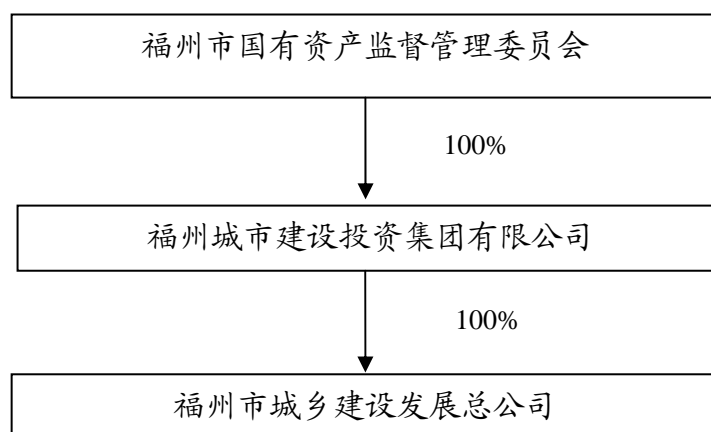 福州市国有资产监督管理委员会
100%
福州城市建设投资集团有限公司
100%
福州市城乡建设发展总公司